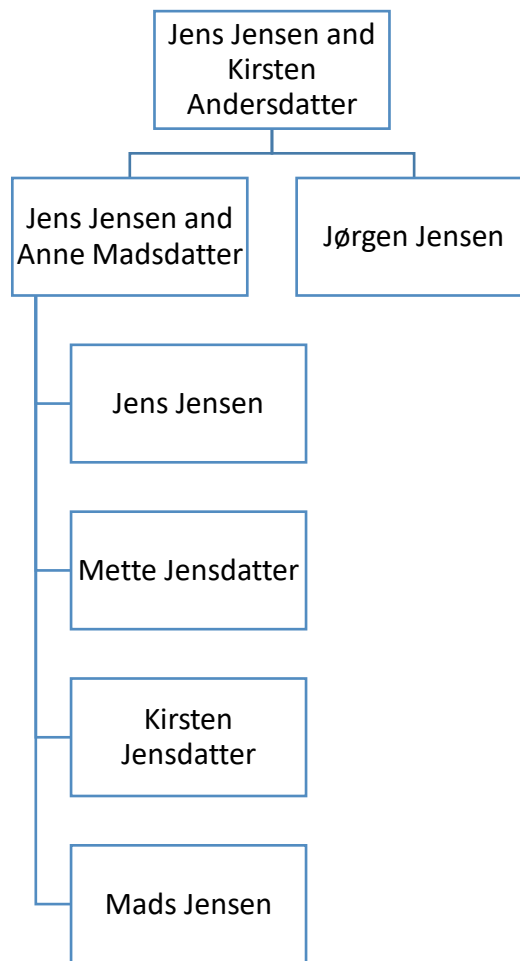 Jens Jensen and
Kirsten
Andersdatter
Jens Jensen and
Anne Madsdatter
Jørgen Jensen
Jens Jensen
Mette Jensdatter
Kirsten
Jensdatter
Mads Jensen